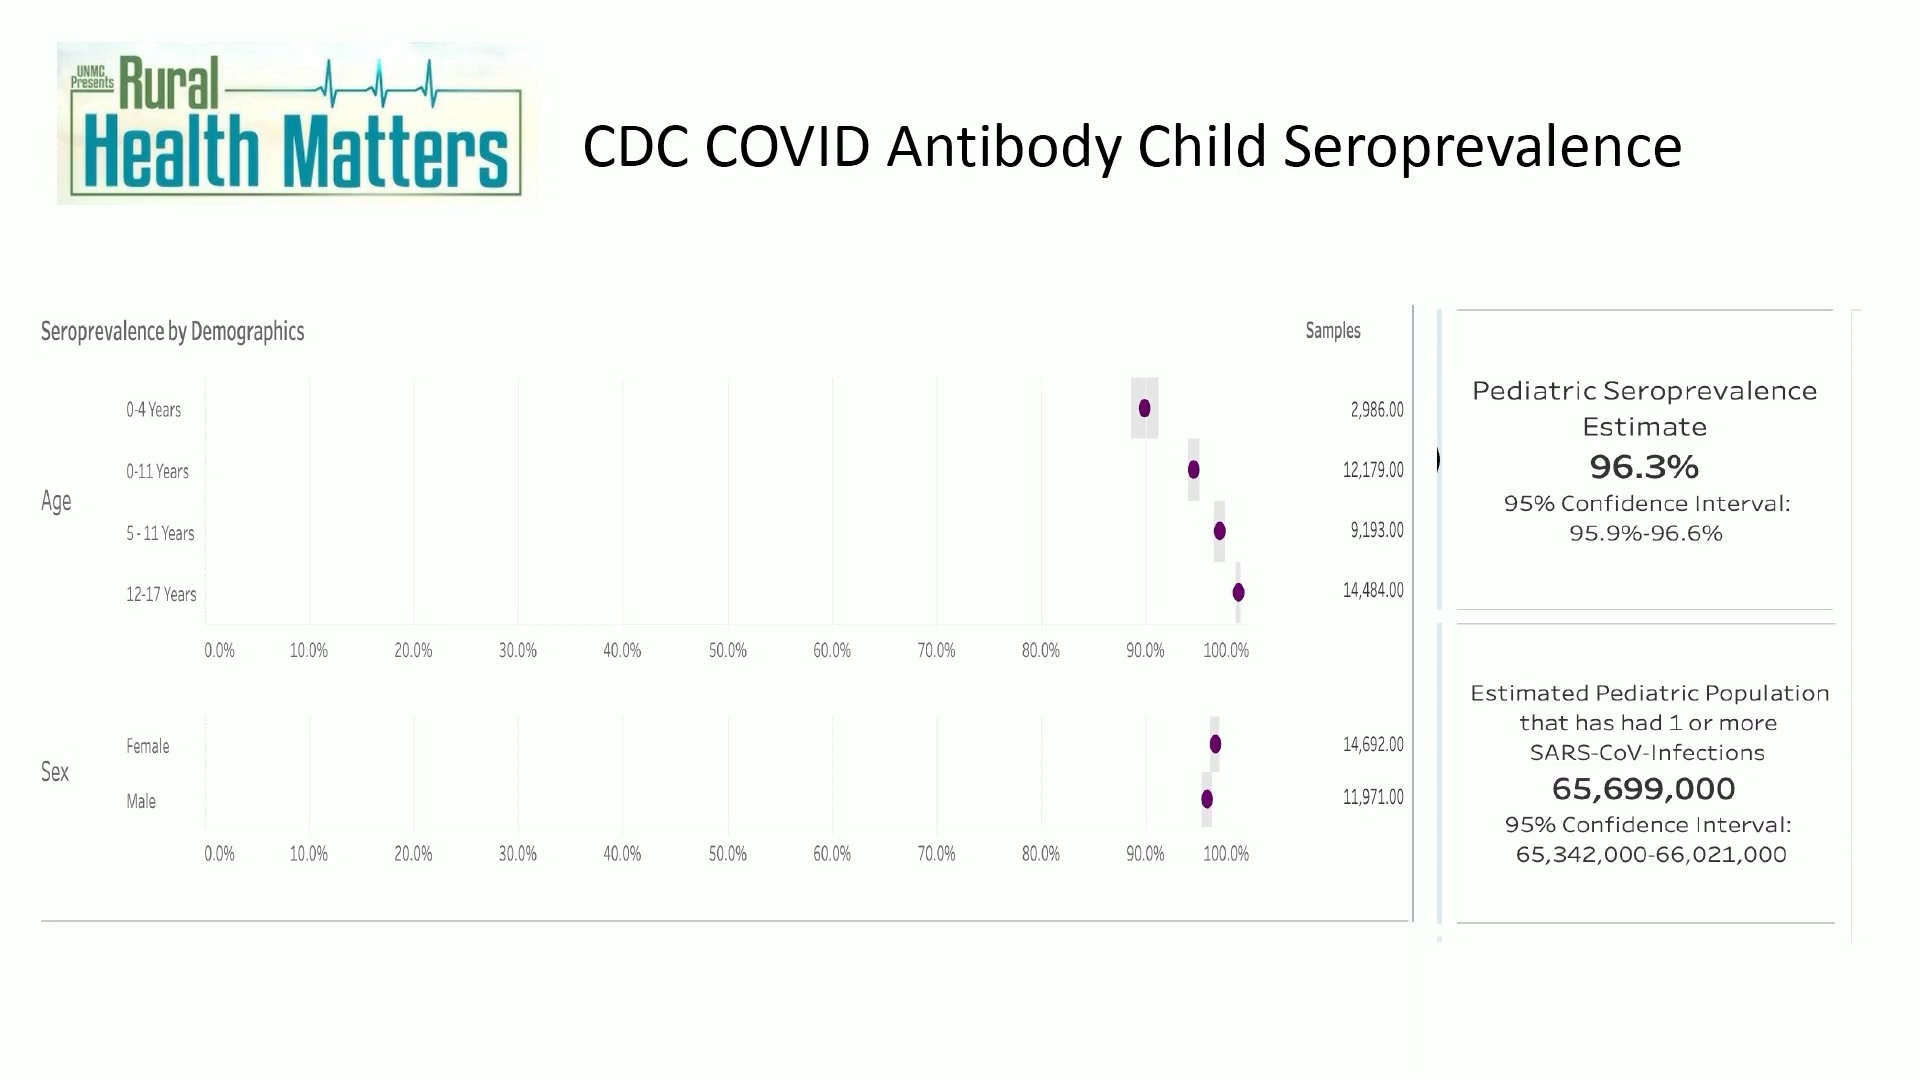 UNMC
Presents
Rural
Health Matters
CDC COVID Antibody Child Seroprevalence
Seroprevalence by Demographics
Samples
Age
0-4 Years
2,986.00
0-11 Years
12,179.00
5 - 11 Years
9,193.00
12-17 Years
14,484.00
0.0% 10.0% 20.0% 30.0% 40.0% 50.0% 60.0% 70.0% 80.0% 90.0% 100.0%
Sex
Female
14,692.00
Male
11,971.00
0.0% 10.0% 20.0% 30.0% 40.0% 50.0% 60.0% 70.0% 80.0% 90.0% 100.0%
Pediatric Seroprevalence
Estimate
96.3%
95% Confidence Interval:
95.9%-96.6%
Estimated Pediatric Population
that has had 1 or more
SARS-CoV-Infections
65,699,000
95% Confidence Interval:
65,342,000-66,021,000